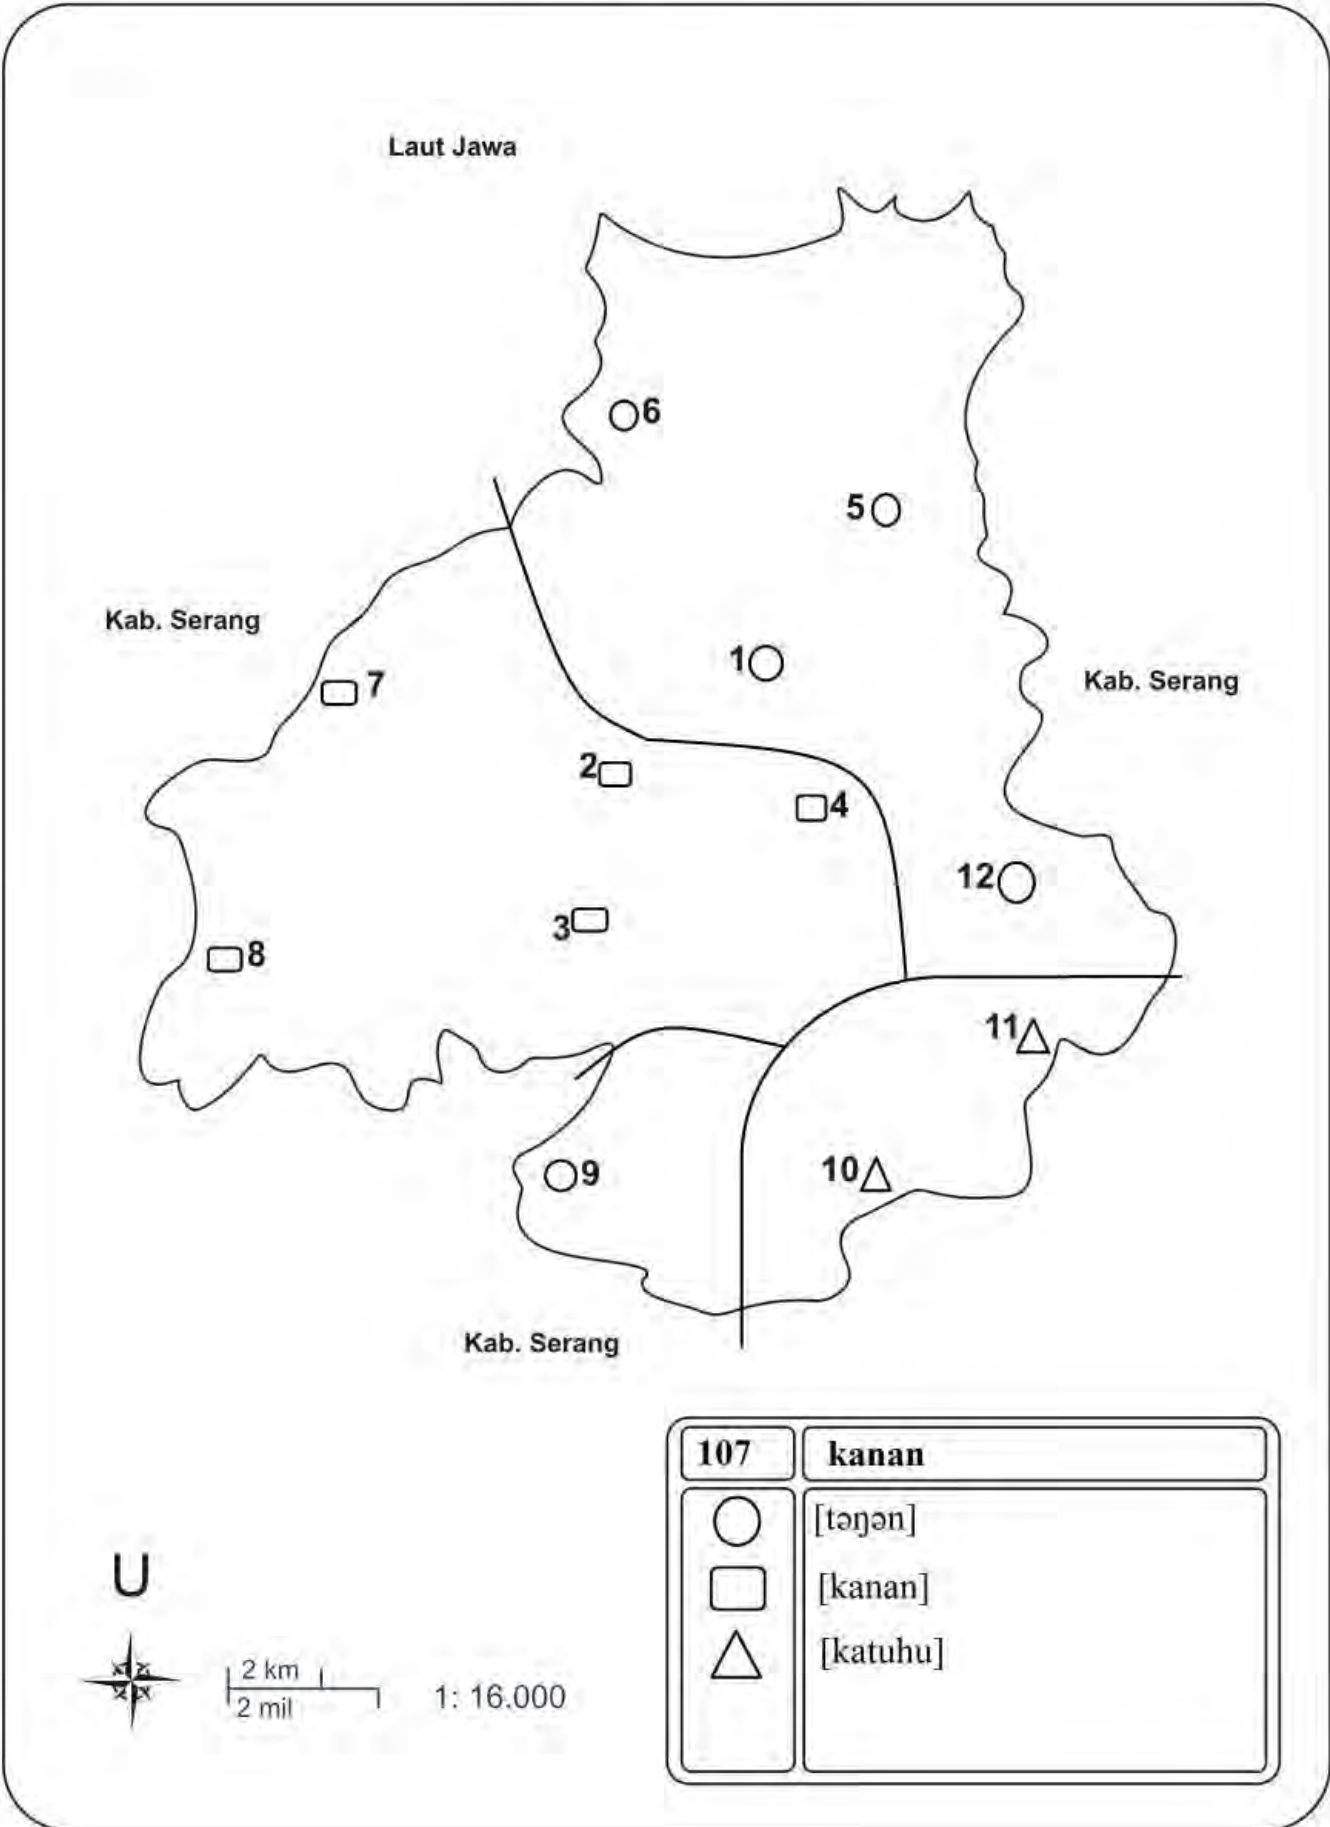 Laut Jawa
6
5
Kab. Serang
1
7
Kab. Serang
2
4
12
3
8
11
10
9
Kab. Serang
107 kanan
[təŋən]
[kanan]
[katuhu]
U
2 km
2 mil
1: 16.000